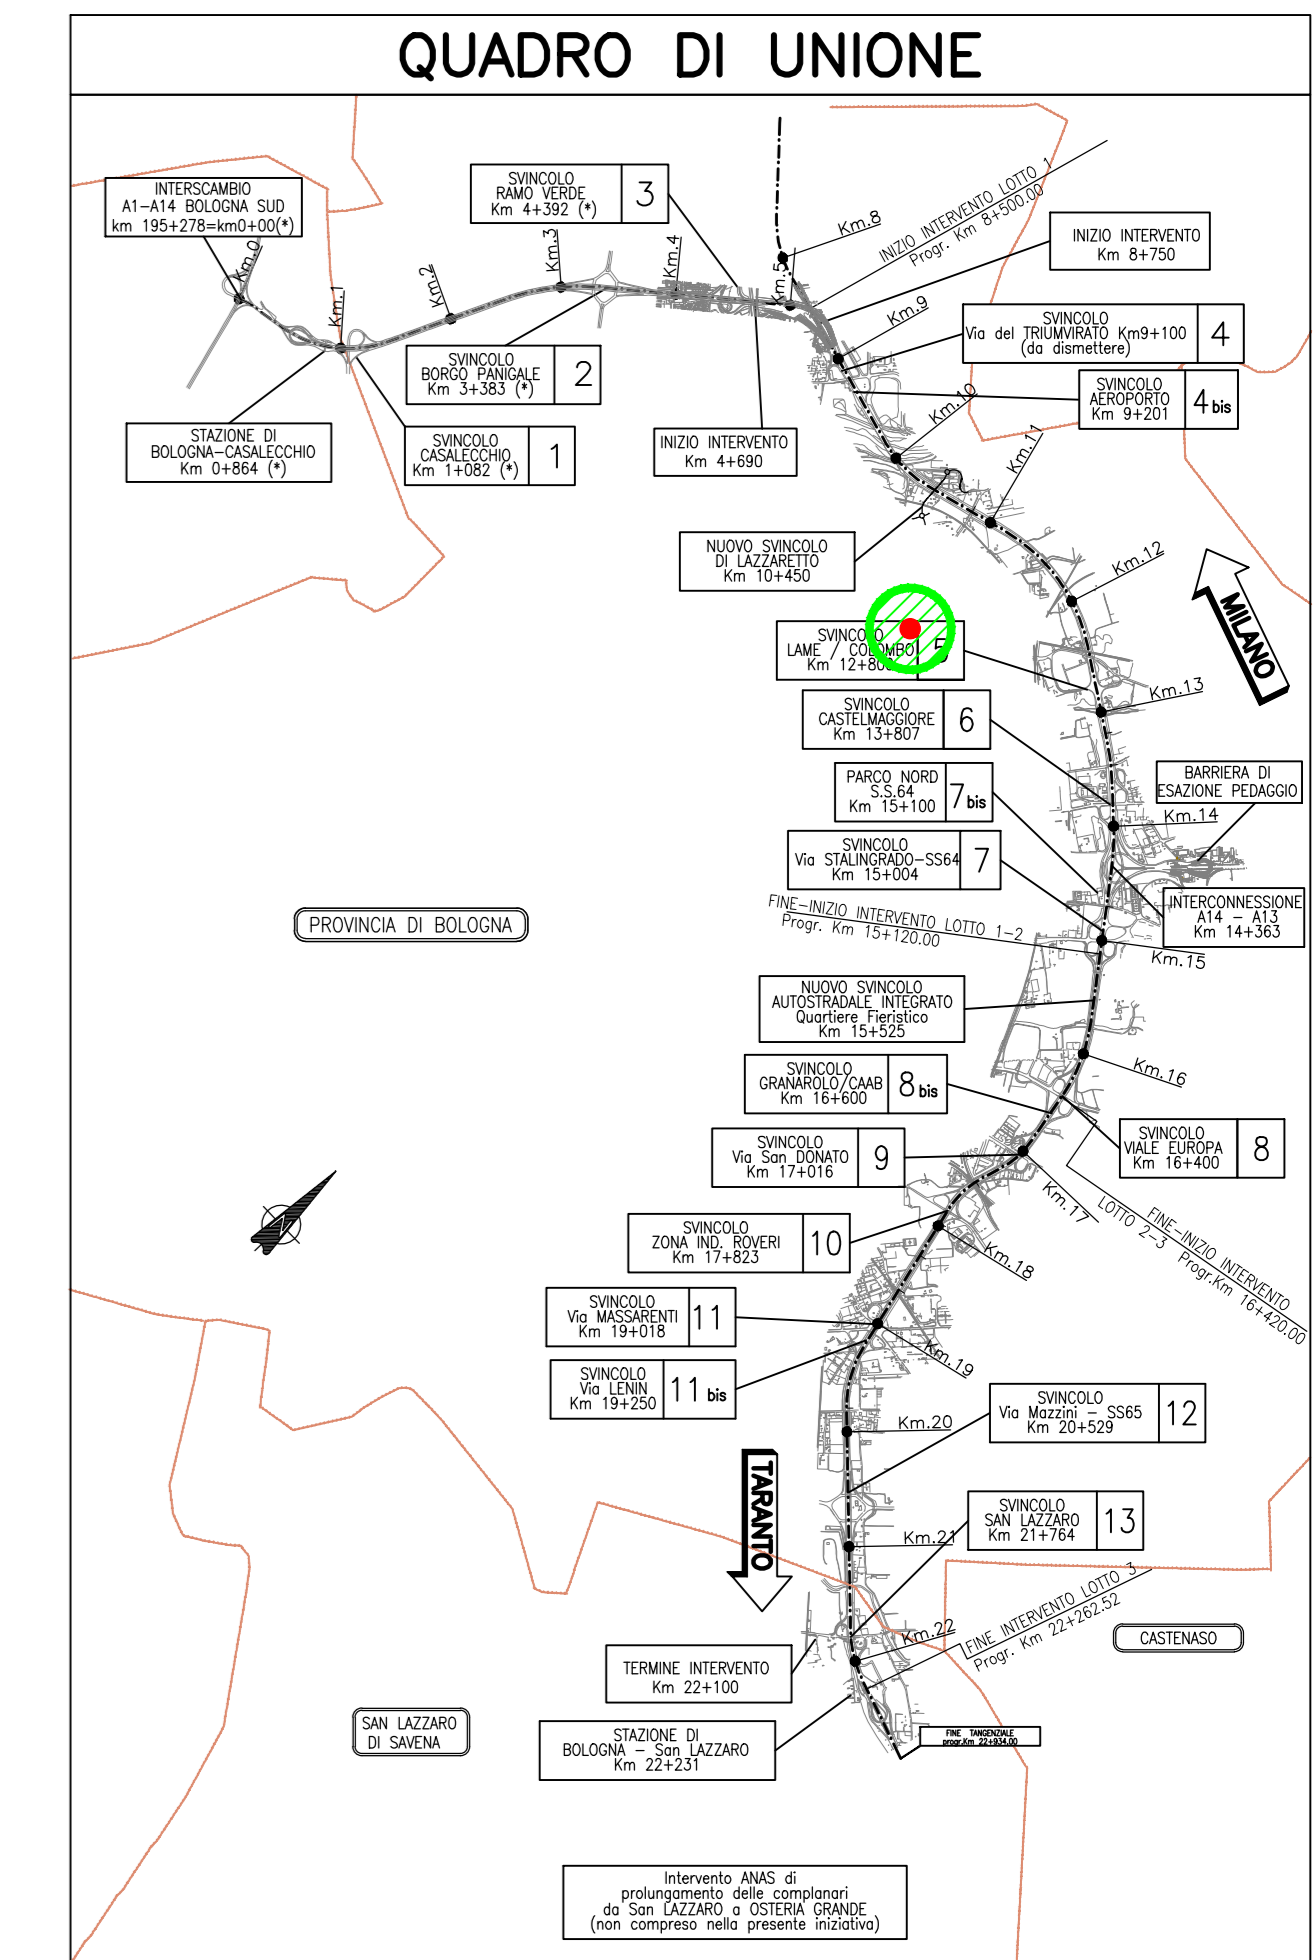 QUADRO DI UNIONE
INTERSCAMBIO
A1-A14 BOLOGNA SUD
km 195+278=km0+00(*)
SVINCOLO
RAMO VERDE
Km 4+392 (*)
3
Km.0
Km.1
Km.2
Km.3
Km.4
Km.5
Km.8
INIZIO INTERVENTO LOTTO 1
Progr. Km 8+500.00
INIZIO INTERVENTO
Km 8+750
Km.9
SVINCOLO
Via del TRIUMVIRATO Km9+100
(da dismettere)
4
SVINCOLO
BORGO PANIGALE
Km 3+383 (*)
2
SVINCOLO
AEROPORTO
Km 9+201
4 bis
Km.10
STAZIONE DI
BOLOGNA-CASALECCHIO
Km 0+864 (*)
SVINCOLO
CASALECCHIO
Km 1+082 (*)
1
INIZIO INTERVENTO
Km 4+690
Km.11
NUOVO SVINCOLO
DI LAZZARETTO
Km 10+450
Km.12
MILANO
SVINCOLO
LAME / COLOMBO
Km 12+80
5
Km.13
SVINCOLO
CASTELMAGGIORE
Km 13+807
6
PARCO NORD
S.S.64
Km 15+100
7 bis
BARRIERA DI
ESAZIONE PEDAGGIO
Km.14
SVINCOLO
Via STALINGRADO-SS64
Km 15+004
7
INTERCONNESSIONE
A14 - A13
Km 14+363
FINE-INIZIO INTERVENTO LOTTO 1-2
Progr. Km 15+120.00
PROVINCIA DI BOLOGNA
Km.15
NUOVO SVINCOLO
AUTOSTRADALE INTEGRATO
Quartiere Fieristico
Km 15+525
Km.16
SVINCOLO
GRANAROLO/CAAB
Km 16+600
8 bis
SVINCOLO
VIALE EUROPA
Km 16+400
8
SVINCOLO
Via San DONATO
Km 17+016
9
Km.17
FINE-INIZIO INTERVENTO
LOTTO 2-3 Progr.Km 16+420.00
SVINCOLO
ZONA IND. ROVERI
Km 17+823
10
Km.18
SVINCOLO
Via MASSARENTI
Km 19+018
11
Km.19
SVINCOLO
Via LENIN
Km 19+250
11 bis
SVINCOLO
Via Mazzini - SS65
Km 20+529
12
Km.20
TARANTO
SVINCOLO
SAN LAZZARO
Km 21+764
13
Km.21
Km.22
FINE INTERVENTO LOTTO 3
Progr. Km 22+262.52
CASTENASO
TERMINE INTERVENTO
Km 22+100
SAN LAZZARO
DI SAVENA
STAZIONE DI
BOLOGNA - San LAZZARO
Km 22+231
FINE TANGENZIALE
progr.Km 22+934.00
Intervento ANAS di
prolungamento delle complanari
da San LAZZARO a OSTERIA GRANDE
(non compreso nella presente iniziativa)